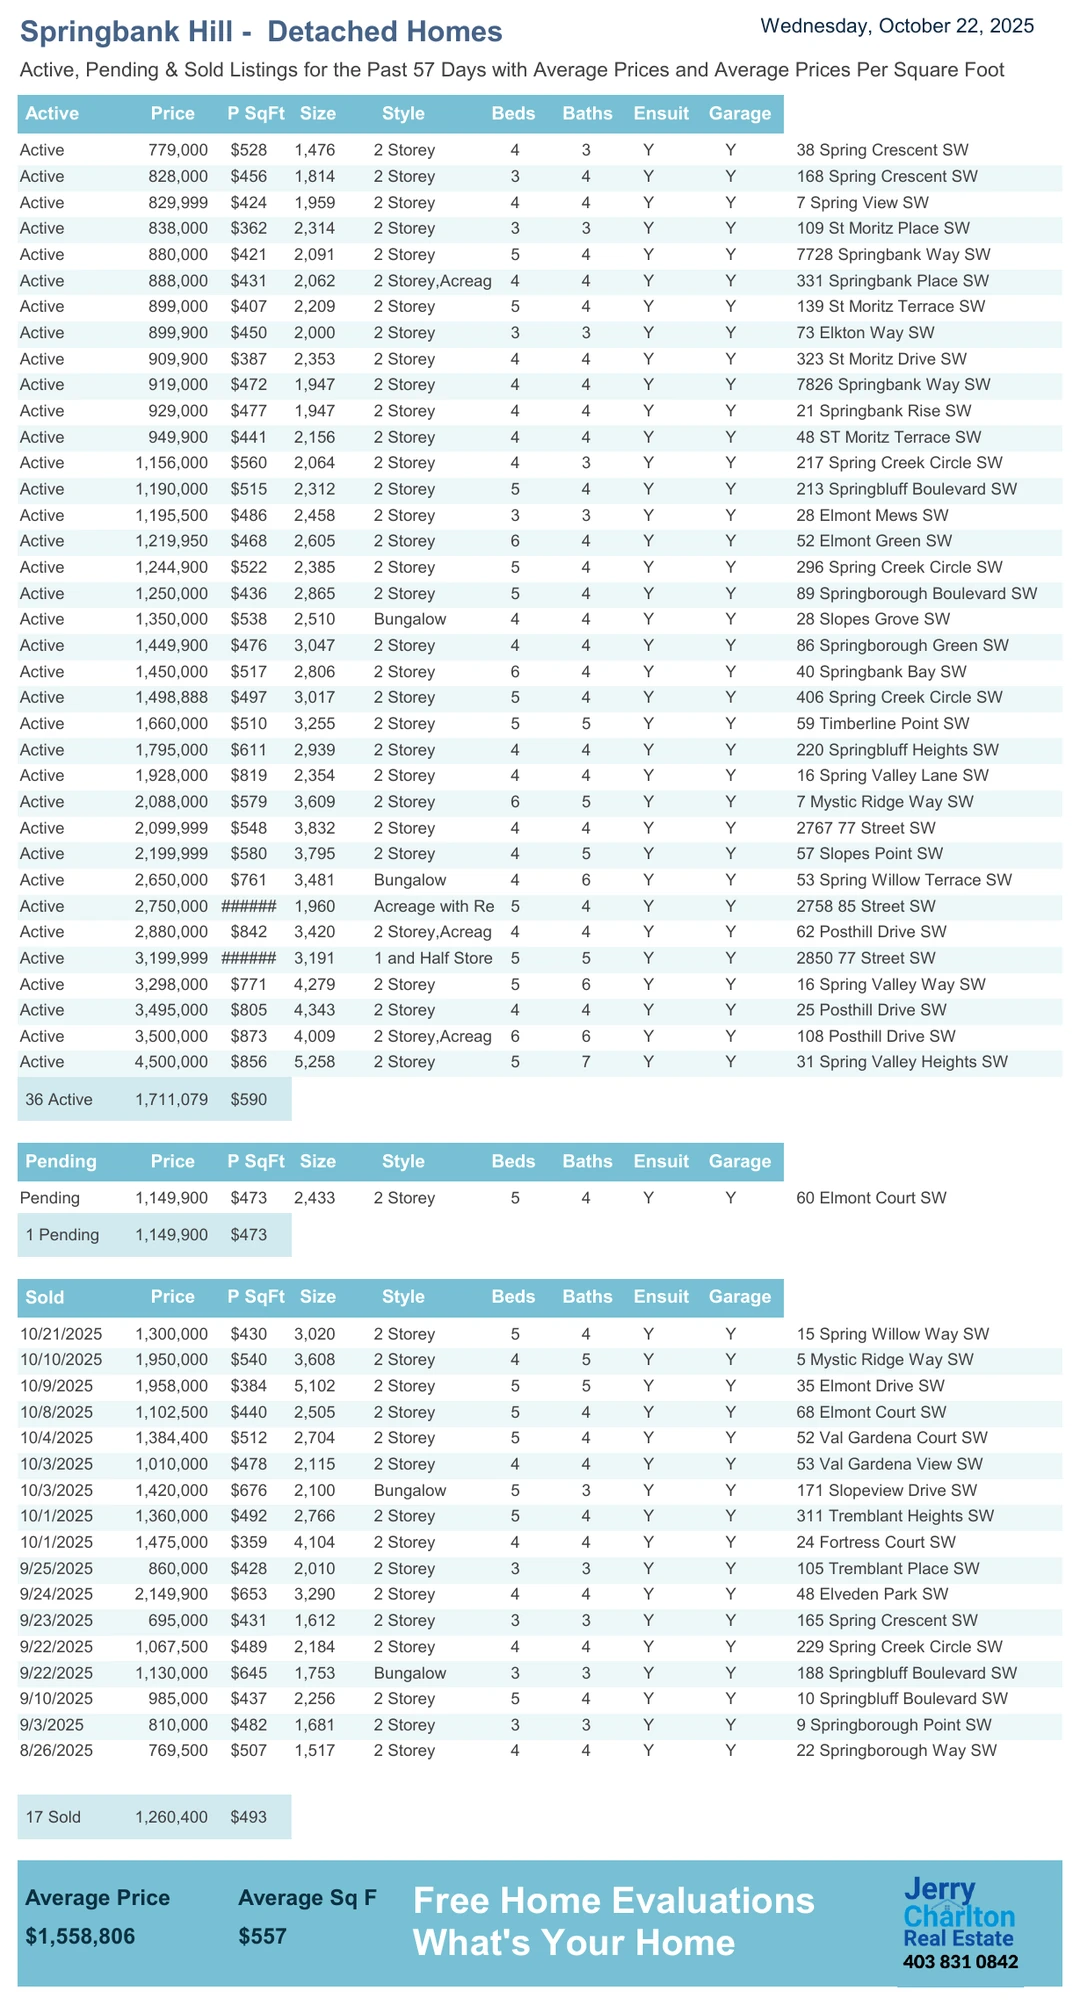 Springbank Hill -  Detached Homes
Wednesday, October 22, 2025
Active, Pending & Sold Listings for the Past 57 Days with Average Prices and Average Prices Per Square Foot
Active Price P SqFt Size Style Beds Baths Ensuit Garage
Active 779,000 $528 1,476 2 Storey 4 3 Y Y 38 Spring Crescent SW
Active 828,000 $456 1,814 2 Storey 3 4 Y Y 168 Spring Crescent SW
Active 829,999 $424 1,959 2 Storey 4 4 Y Y 7 Spring View SW
Active 838,000 $362 2,314 2 Storey 3 3 Y Y 109 St Moritz Place SW
Active 880,000 $421 2,091 2 Storey 5 4 Y Y 7728 Springbank Way SW
Active 888,000 $431 2,062 2 Storey,Acreag 4 4 Y Y 331 Springbank Place SW
Active 899,000 $407 2,209 2 Storey 5 4 Y Y 139 St Moritz Terrace SW
Active 899,900 $450 2,000 2 Storey 3 3 Y Y 73 Elkton Way SW
Active 909,900 $387 2,353 2 Storey 4 4 Y Y 323 St Moritz Drive SW
Active 919,000 $472 1,947 2 Storey 4 4 Y Y 7826 Springbank Way SW
Active 929,000 $477 1,947 2 Storey 4 4 Y Y 21 Springbank Rise SW
Active 949,900 $441 2,156 2 Storey 4 4 Y Y 48 ST Moritz Terrace SW
Active 1,156,000 $560 2,064 2 Storey 4 3 Y Y 217 Spring Creek Circle SW
Active 1,190,000 $515 2,312 2 Storey 5 4 Y Y 213 Springbluff Boulevard SW
Active 1,195,500 $486 2,458 2 Storey 3 3 Y Y 28 Elmont Mews SW
Active 1,219,950 $468 2,605 2 Storey 6 4 Y Y 52 Elmont Green SW
Active 1,244,900 $522 2,385 2 Storey 5 4 Y Y 296 Spring Creek Circle SW
Active 1,250,000 $436 2,865 2 Storey 5 4 Y Y 89 Springborough Boulevard SW
Active 1,350,000 $538 2,510 Bungalow 4 4 Y Y 28 Slopes Grove SW
Active 1,449,900 $476 3,047 2 Storey 4 4 Y Y 86 Springborough Green SW
Active 1,450,000 $517 2,806 2 Storey 6 4 Y Y 40 Springbank Bay SW
Active 1,498,888 $497 3,017 2 Storey 5 4 Y Y 406 Spring Creek Circle SW
Active 1,660,000 $510 3,255 2 Storey 5 5 Y Y 59 Timberline Point SW
Active 1,795,000 $611 2,939 2 Storey 4 4 Y Y 220 Springbluff Heights SW
Active 1,928,000 $819 2,354 2 Storey 4 4 Y Y 16 Spring Valley Lane SW
Active 2,088,000 $579 3,609 2 Storey 6 5 Y Y 7 Mystic Ridge Way SW
Active 2,099,999 $548 3,832 2 Storey 4 4 Y Y 2767 77 Street SW
Active 2,199,999 $580 3,795 2 Storey 4 5 Y Y 57 Slopes Point SW
Active 2,650,000 $761 3,481 Bungalow 4 6 Y Y 53 Spring Willow Terrace SW
Active 2,750,000 ###### 1,960 Acreage with Re 5 4 Y Y 2758 85 Street SW
Active 2,880,000 $842 3,420 2 Storey,Acreag 4 4 Y Y 62 Posthill Drive SW
Active 3,199,999 ###### 3,191 1 and Half Store 5 5 Y Y 2850 77 Street SW
Active 3,298,000 $771 4,279 2 Storey 5 6 Y Y 16 Spring Valley Way SW
Active 3,495,000 $805 4,343 2 Storey 4 4 Y Y 25 Posthill Drive SW
Active 3,500,000 $873 4,009 2 Storey,Acreag 6 6 Y Y 108 Posthill Drive SW
Active 4,500,000 $856 5,258 2 Storey 5 7 Y Y 31 Spring Valley Heights SW
36 Active 1,711,079 $590
Pending Price P SqFt Size Style Beds Baths Ensuit Garage
Pending 1,149,900 $473 2,433 2 Storey 5 4 Y Y 60 Elmont Court SW
1 Pending 1,149,900 $473
Sold Price P SqFt Size Style Beds Baths Ensuit Garage
10/21/2025 1,300,000 $430 3,020 2 Storey 5 4 Y Y 15 Spring Willow Way SW
10/10/2025 1,950,000 $540 3,608 2 Storey 4 5 Y Y 5 Mystic Ridge Way SW
10/9/2025 1,958,000 $384 5,102 2 Storey 5 5 Y Y 35 Elmont Drive SW
10/8/2025 1,102,500 $440 2,505 2 Storey 5 4 Y Y 68 Elmont Court SW
10/4/2025 1,384,400 $512 2,704 2 Storey 5 4 Y Y 52 Val Gardena Court SW
10/3/2025 1,010,000 $478 2,115 2 Storey 4 4 Y Y 53 Val Gardena View SW
10/3/2025 1,420,000 $676 2,100 Bungalow 5 3 Y Y 171 Slopeview Drive SW
10/1/2025 1,360,000 $492 2,766 2 Storey 5 4 Y Y 311 Tremblant Heights SW
10/1/2025 1,475,000 $359 4,104 2 Storey 4 4 Y Y 24 Fortress Court SW
9/25/2025 860,000 $428 2,010 2 Storey 3 3 Y Y 105 Tremblant Place SW
9/24/2025 2,149,900 $653 3,290 2 Storey 4 4 Y Y 48 Elveden Park SW
9/23/2025 695,000 $431 1,612 2 Storey 3 3 Y Y 165 Spring Crescent SW
9/22/2025 1,067,500 $489 2,184 2 Storey 4 4 Y Y 229 Spring Creek Circle SW
9/22/2025 1,130,000 $645 1,753 Bungalow 3 3 Y Y 188 Springbluff Boulevard SW
9/10/2025 985,000 $437 2,256 2 Storey 5 4 Y Y 10 Springbluff Boulevard SW
9/3/2025 810,000 $482 1,681 2 Storey 3 3 Y Y 9 Springborough Point SW
8/26/2025 769,500 $507 1,517 2 Storey 4 4 Y Y 22 Springborough Way SW
17 Sold 1,260,400 $493
Average Price Average Sq F
$1,558,806 $557
Free Home Evaluations
What's Your Home
Jerry
Charlton
Real Estate
403 831 0842